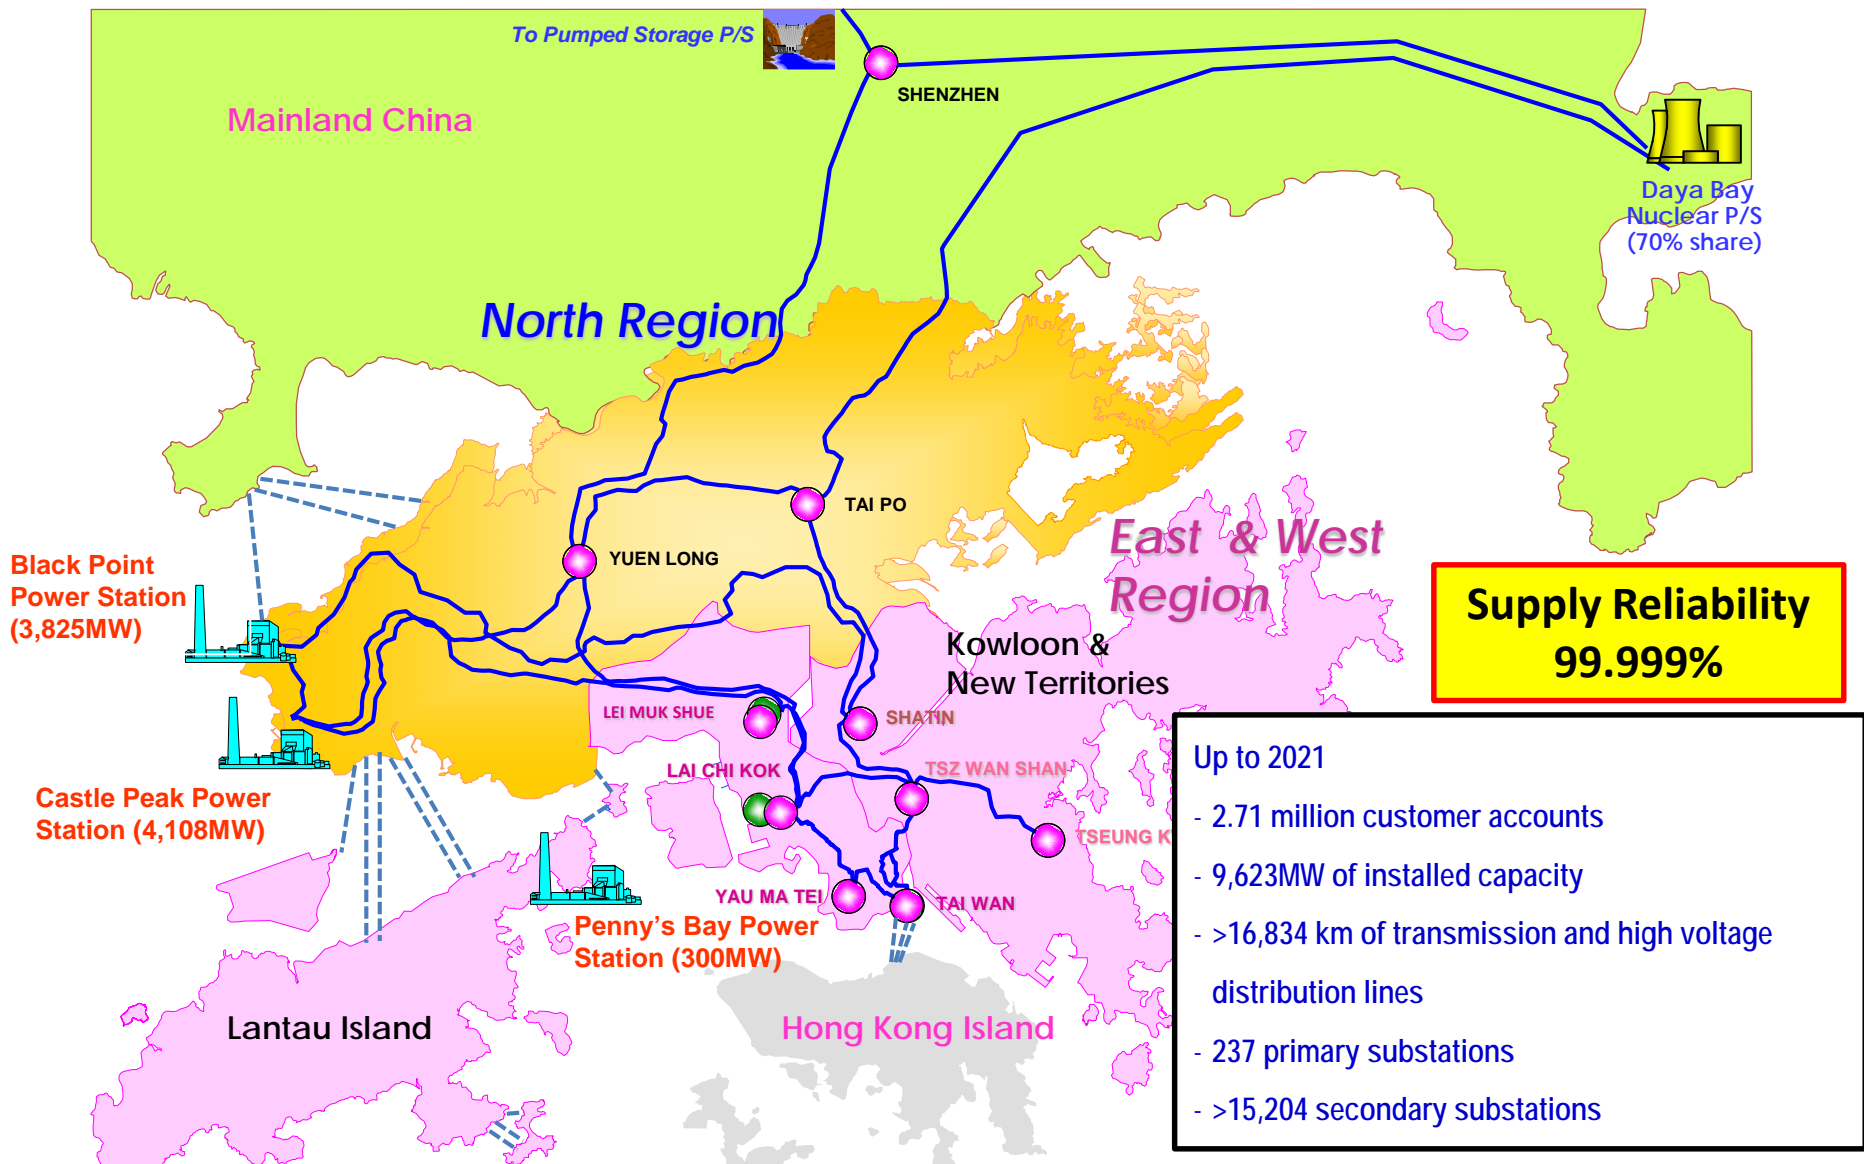 To Pumped Storage P/S
SHENZHEN
Mainland China
Daya Bay
Nuclear P/S
(70% share)
North Region
TAI PO
East & West
Region
YUEN LONG
Black Point
Power Station
(3,825MW)
Supply Reliability
99.999%
Kowloon &
New Territories
LEI MUK SHUE
SHATIN
LAI CHI KOK
TSZ WAN SHAN
Castle Peak Power
Station (4,108MW)
TSEUNG K
YAU MA TEI
TAI WAN
Penny's Bay Power
Station (300MW)
Lantau Island
Hong Kong Island
Up to 2021
- 2.71 million customer accounts
- 9,623MW of installed capacity
- >16,834 km of transmission and high voltage
distribution lines
- 237 primary substations
- >15,204 secondary substations